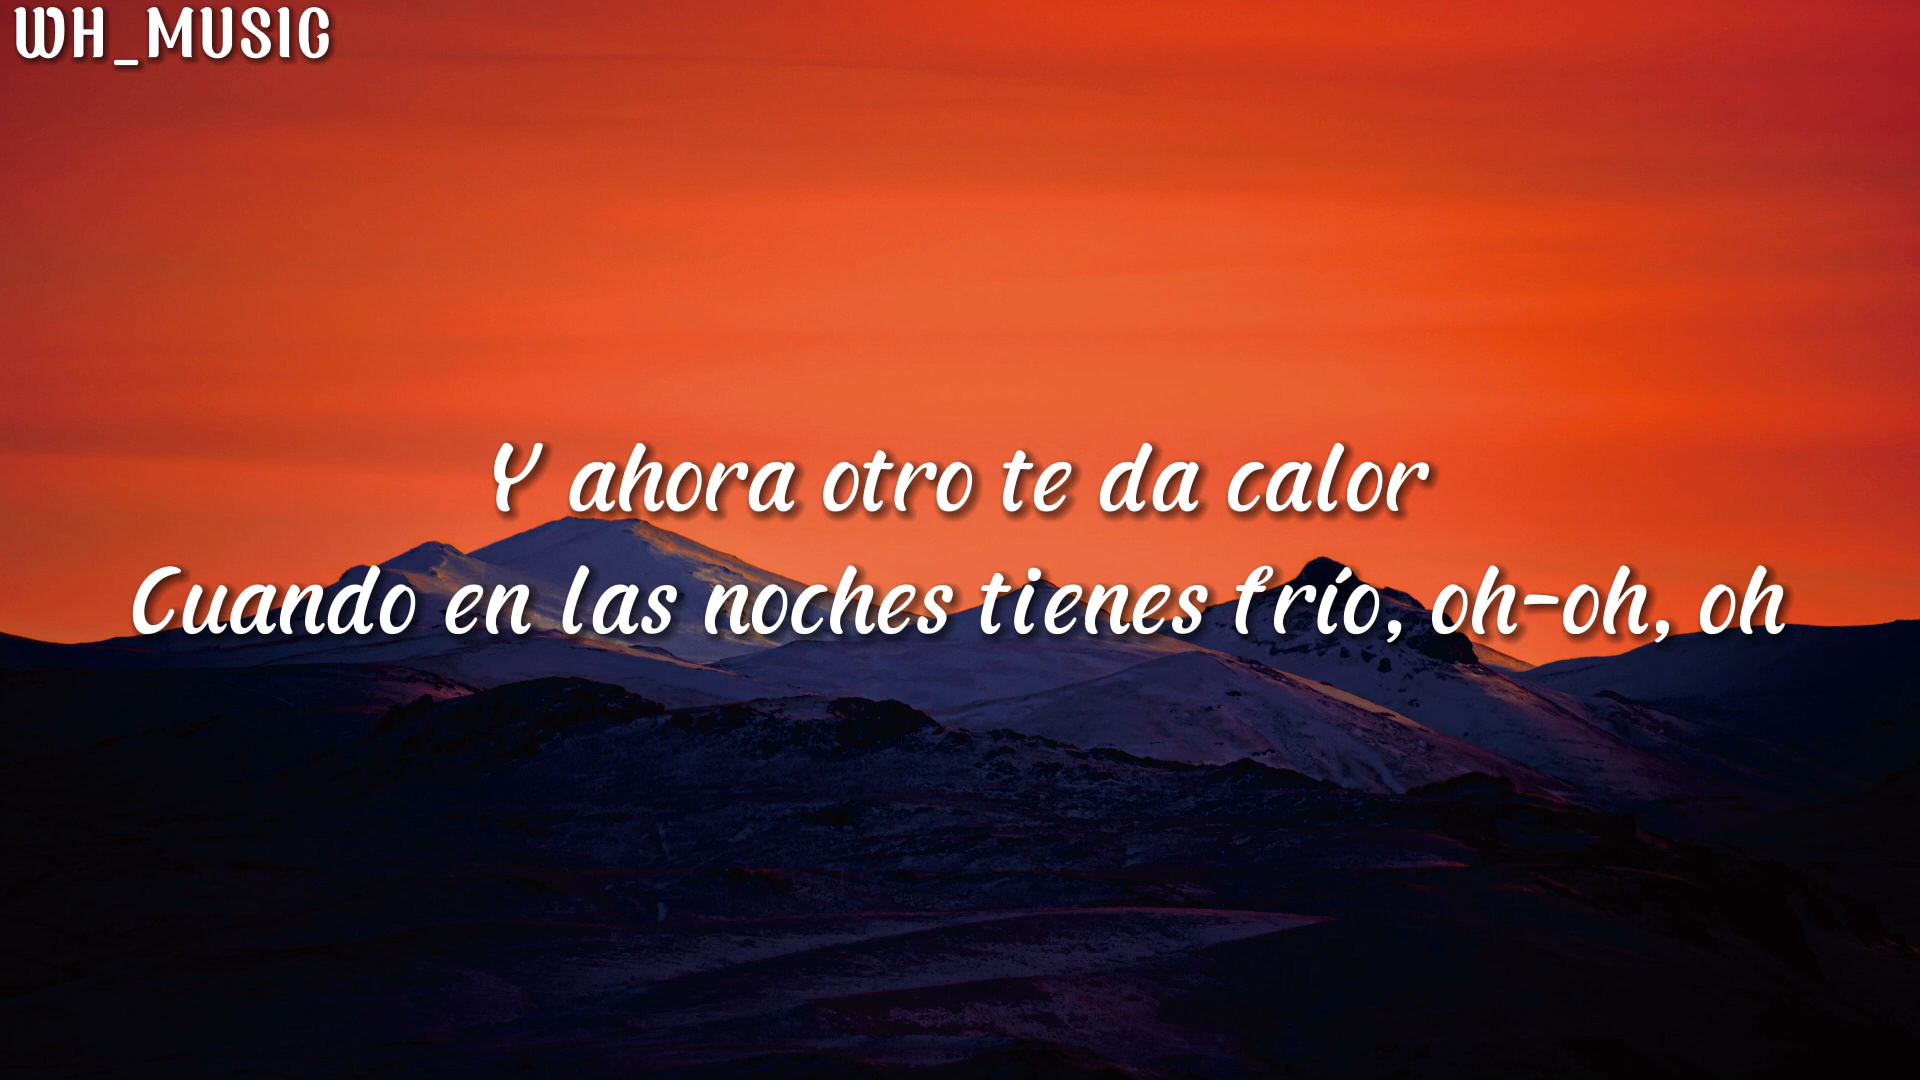 WH_MUSIC
Y ahora otro te da calor
Cuando en las noches tienes frío, oh-oh, oh